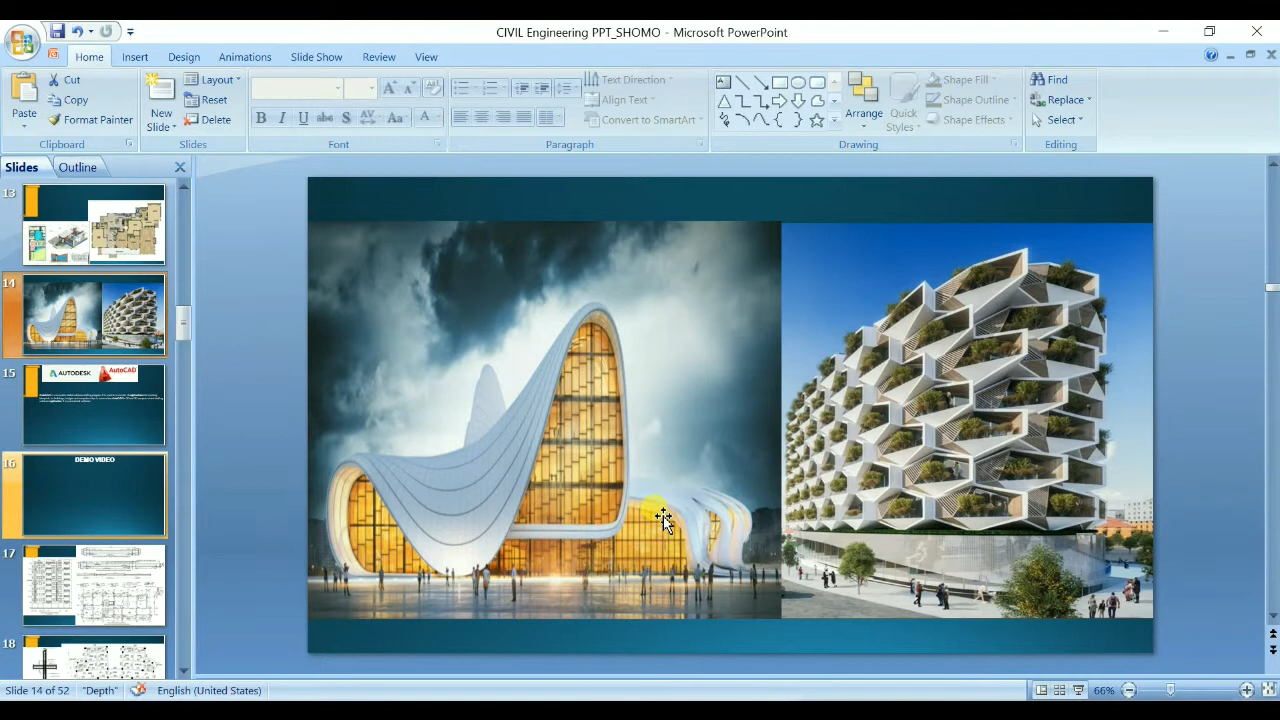 CIVIL Engineering PPT_SHOMO - Microsoft PowerPoint
Home Insert Design Slide Show Animations Review View
Paste
Cut
Copy
Format Painter
Clipboard
New
Slide
Layout
Reset
Delete
Slides
B I U abc S AV Aa A
Font
Text Direction
Align Text
Convert to SmartArt
Paragraph
Arrange
Quick
Styles
Shape Fill
Shape Outline
Shape Effects
Drawing
Find
Replace
Select
Editing
Slides Outline
13
14
15
AUTODESK AutoCAD
16
DEMO VIDEO
17
18
Slide 14 of 52 "Depth" English (United States) 66%